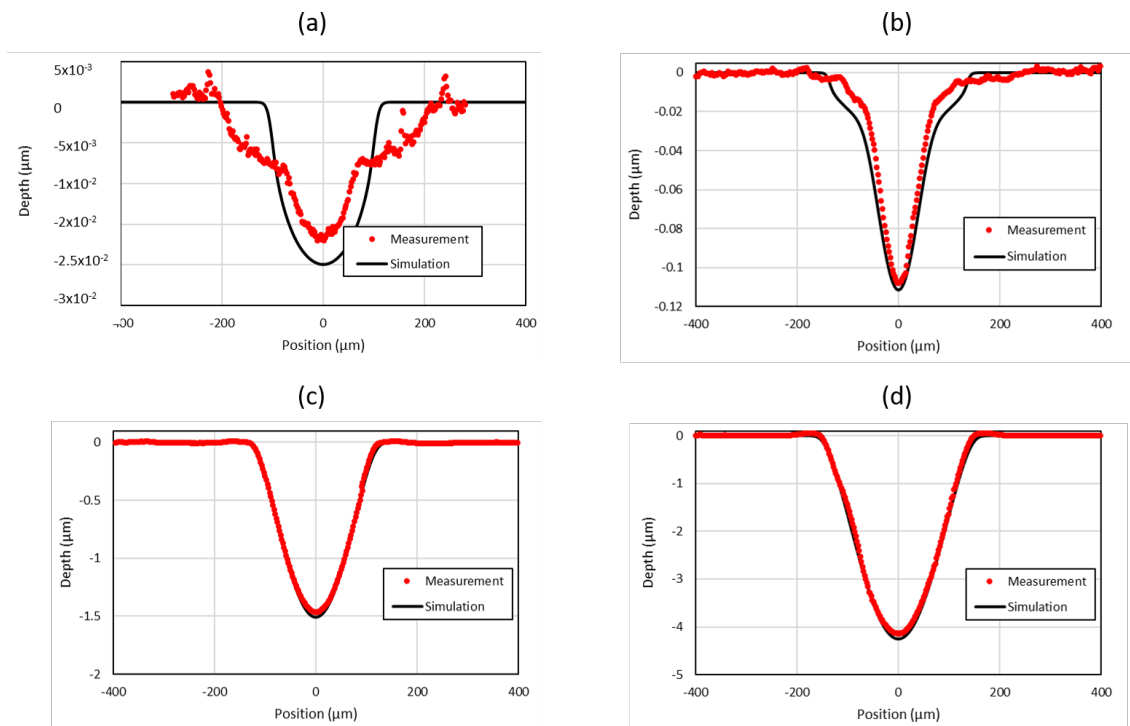 (a)
5x10⁻³
0
-5x10⁻³
-1x10⁻²
-2x10⁻²
-2.5x10⁻²
-3x10⁻²
Depth (µm)
Measurement
Simulation
-400 -200 0 200 400
Position (µm)
(b)
0
-0.02
-0.04
-0.06
-0.08
-0.1
-0.12
Depth (µm)
Measurement
Simulation
-400 -200 0 200 400
Position (µm)
(c)
0
-0.5
-1
-1.5
-2
Depth (µm)
Measurement
Simulation
-400 -200 0 200 400
Position (µm)
(d)
0
-1
-2
-3
-4
-5
Depth (µm)
Measurement
Simulation
-400 -200 0 200 400
Position (µm)